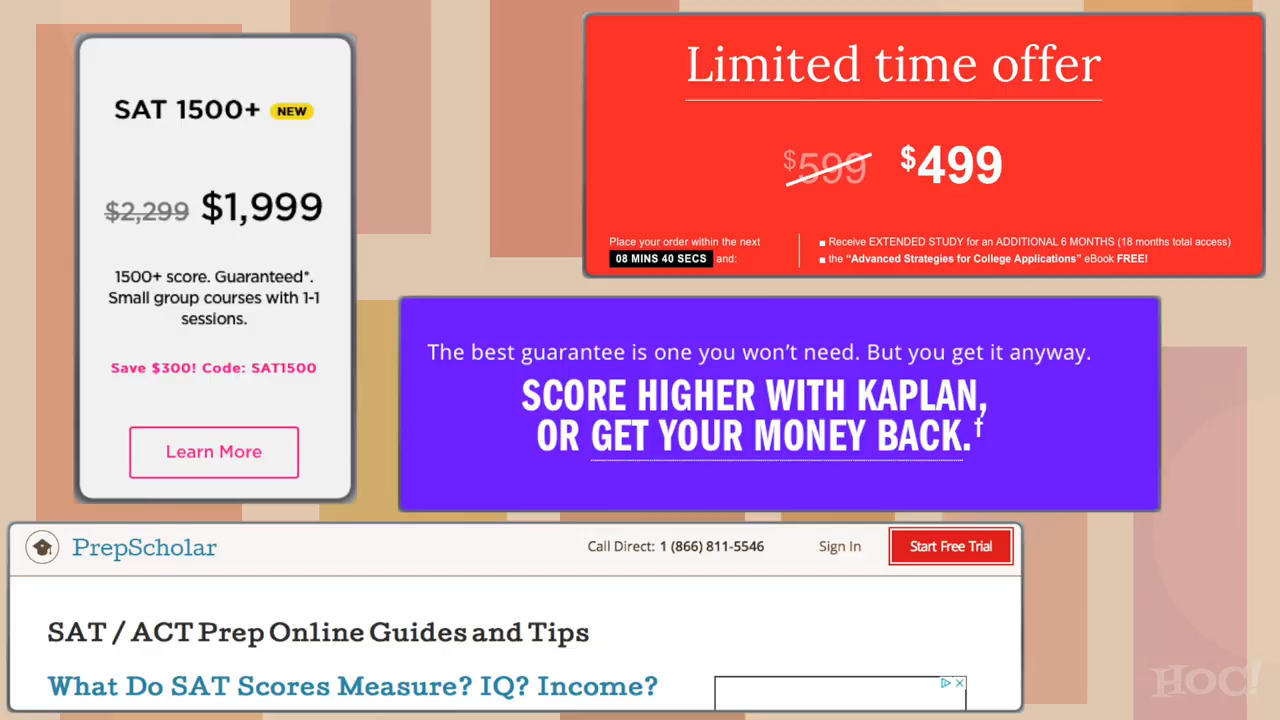 SAT 1500+ NEW
$2,299 $1,999
1500+ score. Guaranteed*.
Small group courses with 1-1
sessions.
Save $300! Code: SAT1500
Learn More
Limited time offer
$599 $499
Place your order within the next
08 MINS 40 SECS and:
■ Receive EXTENDED STUDY for an ADDITIONAL 6 MONTHS (18 months total access)
■ the “Advanced Strategies for College Applications” eBook FREE!
The best guarantee is one you won’t need. But you get it anyway.
SCORE HIGHER WITH KAPLAN,
OR GET YOUR MONEY BACK.†
PrepScholar Call Direct: 1 (866) 811-5546 Sign In Start Free Trial
SAT / ACT Prep Online Guides and Tips
What Do SAT Scores Measure? IQ? Income?
HOC!